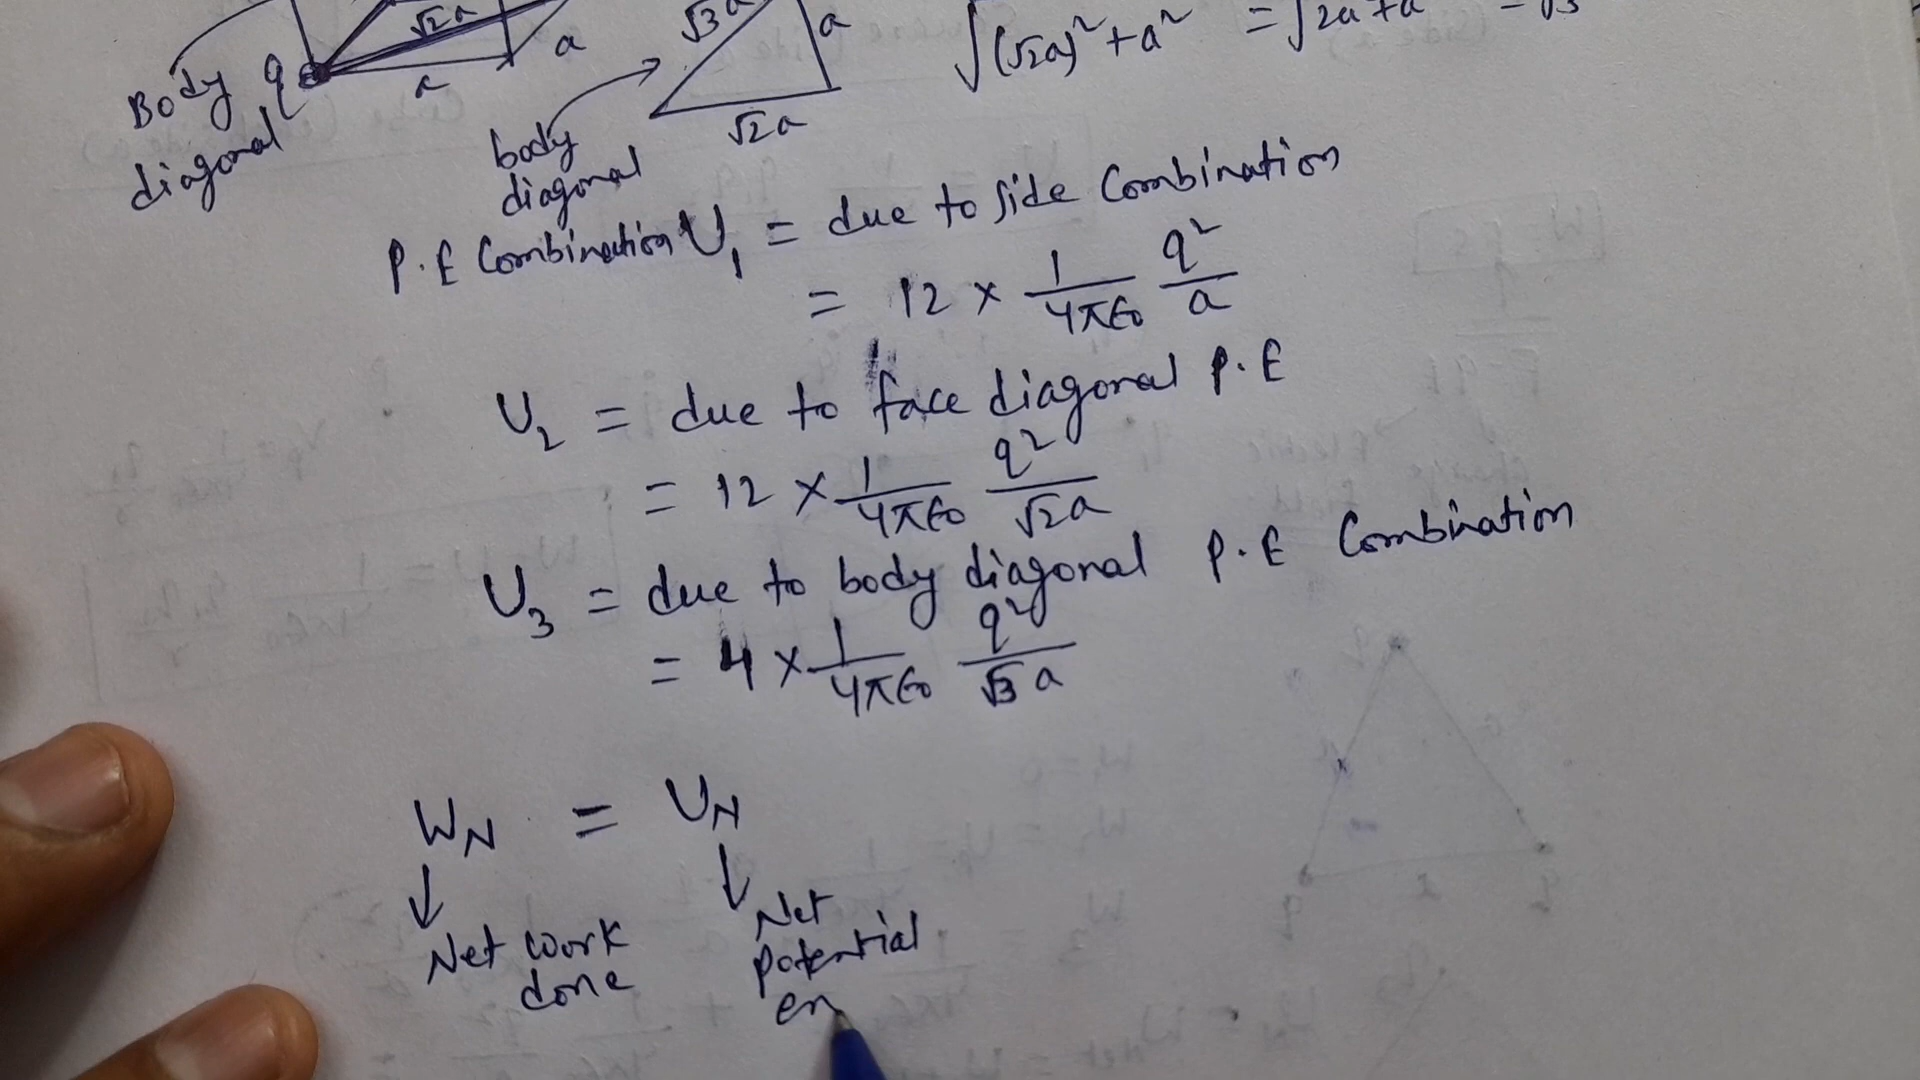 √2a
a
a
Body
diagonal
q
√3a
a
√2a
body
diagonal
√(√2a)² + a² = √2a²+a² = √3
P.E Combination U₁ = due to side Combination
= 12 × 1/4πε₀ q²/a
U₂ = due to face diagonal P.E
= 12 × 1/4πε₀ q²/√2a
U₃ = due to body diagonal P.E Combination
= 4 × 1/4πε₀ q²/√3a
W_N = U_N
↓ ↓
Net work
done
Net
potential
en